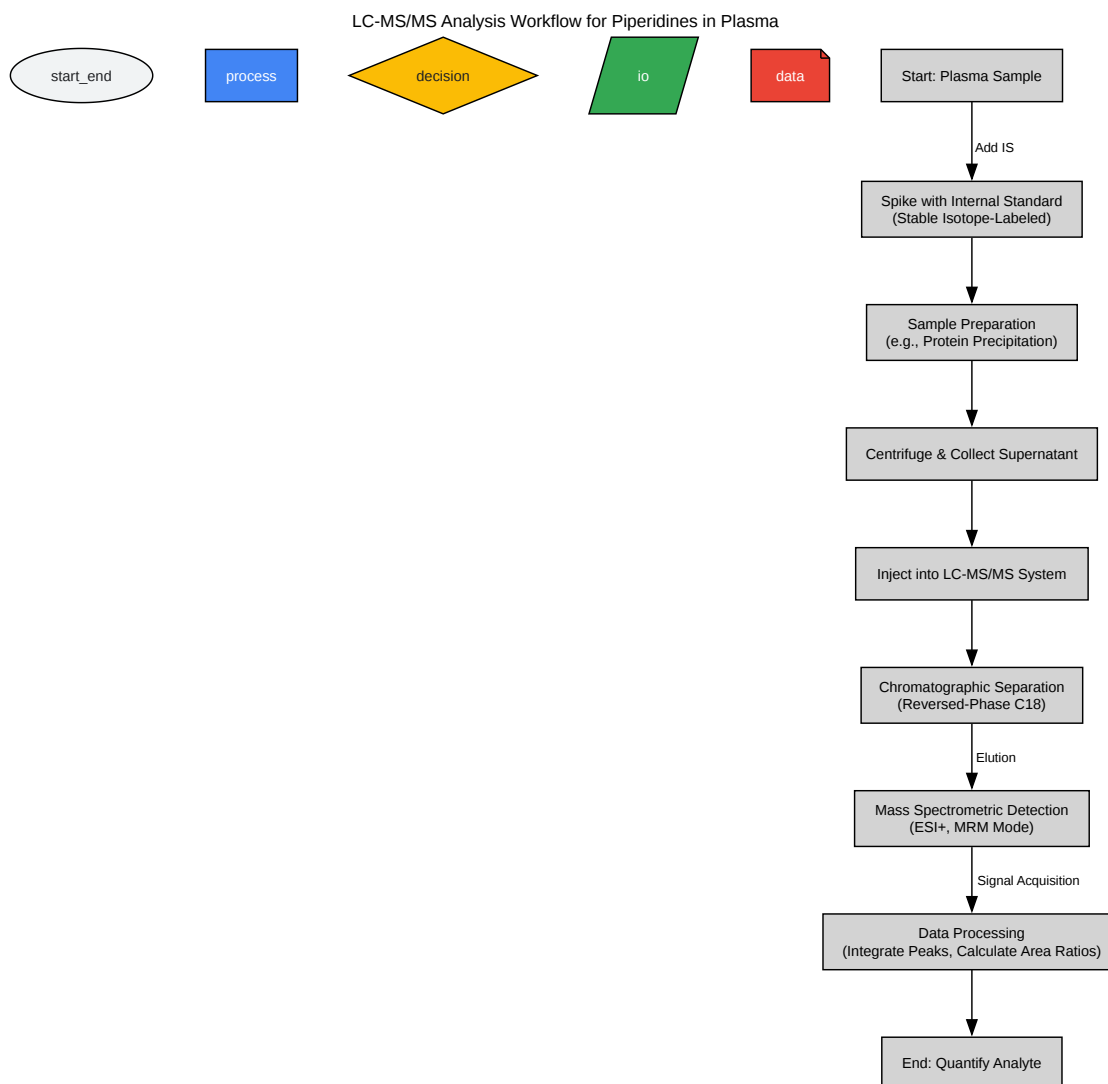 LC-MS/MS Analysis Workflow for Piperidines in Plasma
start_end
process
decision
io
data
Start: Plasma Sample
Add IS
Spike with Internal Standard
(Stable Isotope-Labeled)
Sample Preparation
(e.g., Protein Precipitation)
Centrifuge & Collect Supernatant
Inject into LC-MS/MS System
Chromatographic Separation
(Reversed-Phase C18)
Elution
Mass Spectrometric Detection
(ESI+, MRM Mode)
Signal Acquisition
Data Processing
(Integrate Peaks, Calculate Area Ratios)
End: Quantify Analyte